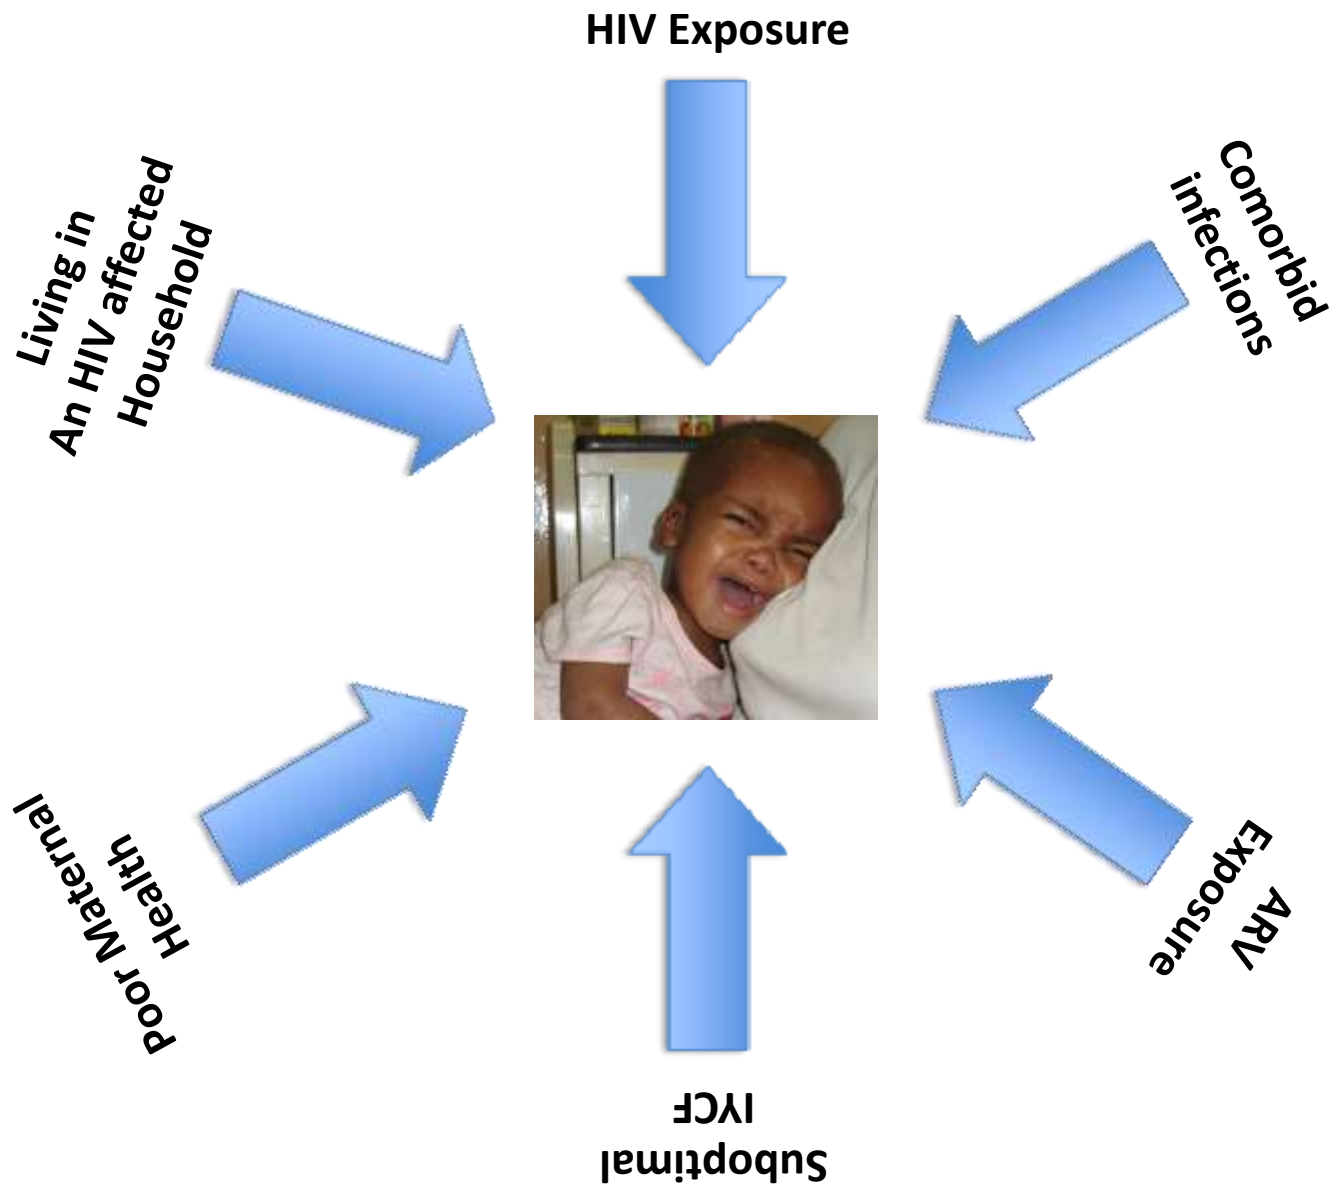 HIV Exposure
Comorbid
infections
ARV
Exposure
Suboptimal
IYCF
Poor Maternal
Health
Living in
An HIV affected
Household